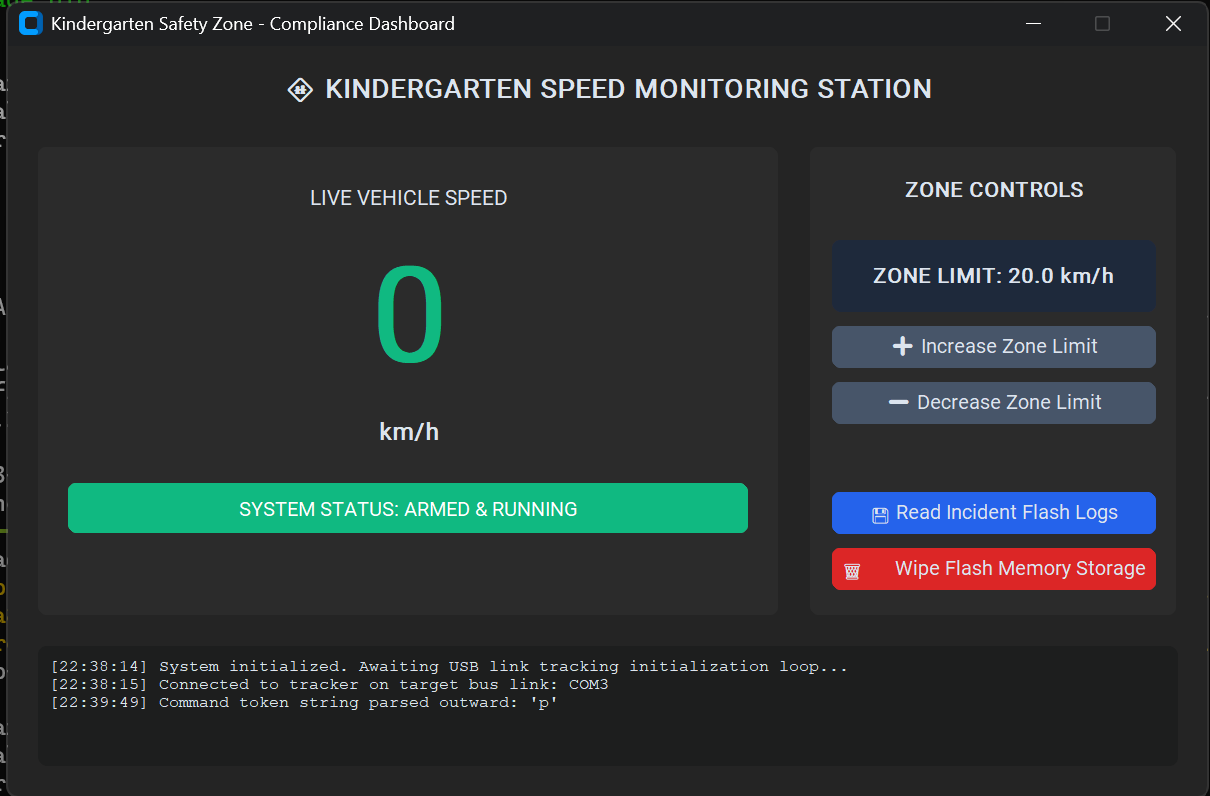 Kindergarten Safety Zone - Compliance Dashboard
KINDERGARTEN SPEED MONITORING STATION
LIVE VEHICLE SPEED
0
km/h
SYSTEM STATUS: ARMED & RUNNING
ZONE CONTROLS
ZONE LIMIT: 20.0 km/h
Increase Zone Limit
Decrease Zone Limit
Read Incident Flash Logs
Wipe Flash Memory Storage
[22:38:14] System initialized. Awaiting USB link tracking initialization loop...
[22:38:15] Connected to tracker on target bus link: COM3
[22:39:49] Command token string parsed outward: 'p'